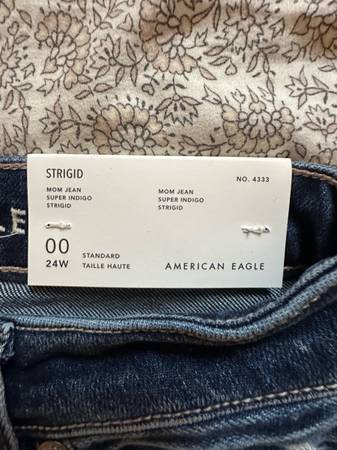 STRIGID
NO. 4333
MOM JEAN
SUPER INDIGO
STRIGID
MOM JEAN
SUPER INDIGO
STRIGID
00
24W
STANDARD
TAILLE HAUTE
AMERICAN EAGLE